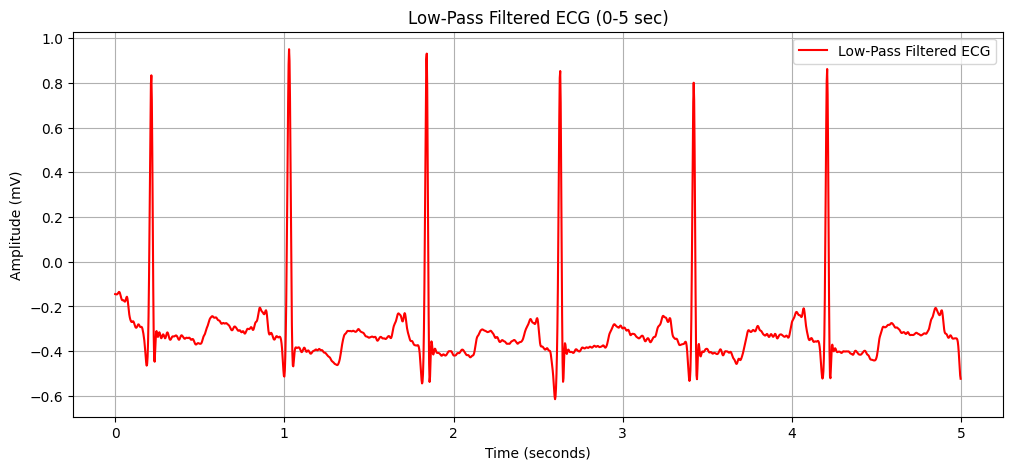 Low-Pass Filtered ECG (0-5 sec)
Low-Pass Filtered ECG
1.0
0.8
0.6
0.4
0.2
0.0
−0.2
−0.4
−0.6
Amplitude (mV)
0 1 2 3 4 5
Time (seconds)